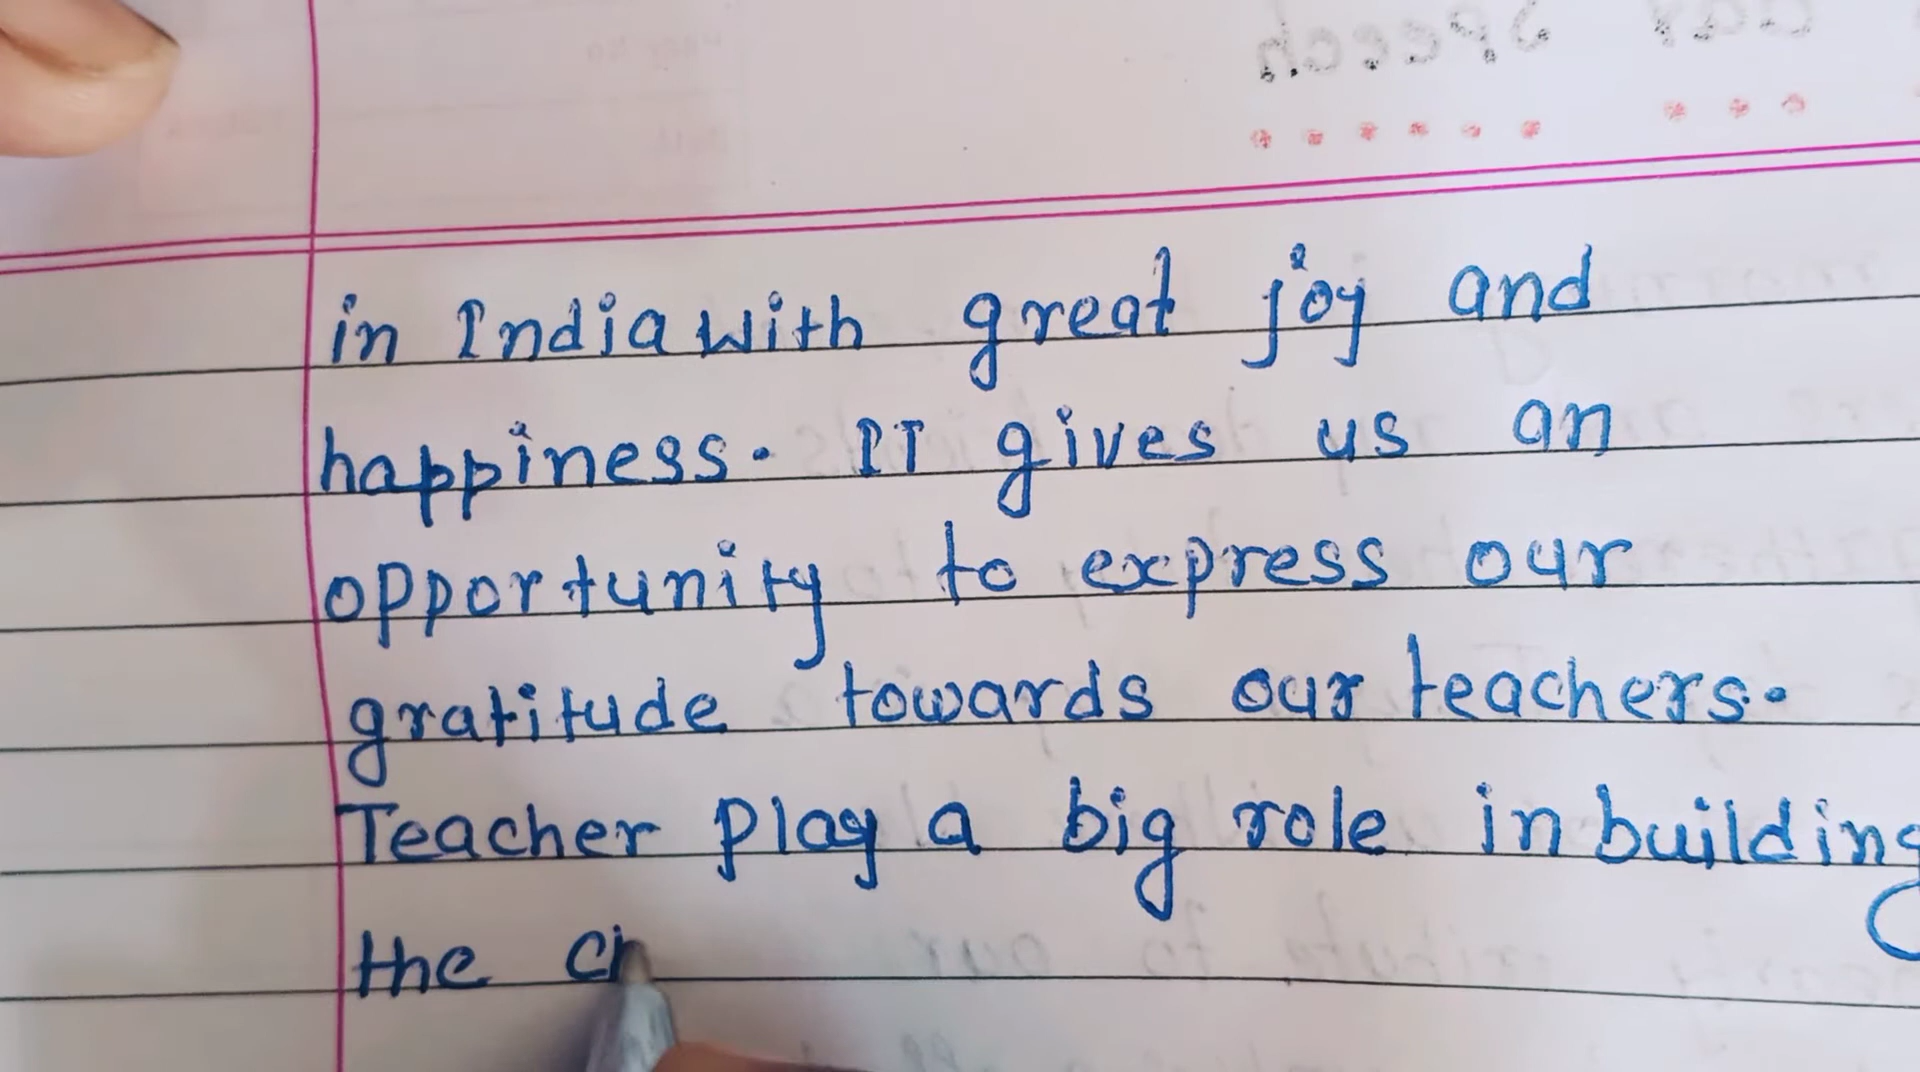 in India with great joy and
happiness. IT gives us an
opportunity to express our
gratitude towards our teachers.
Teacher play a big role in building
the